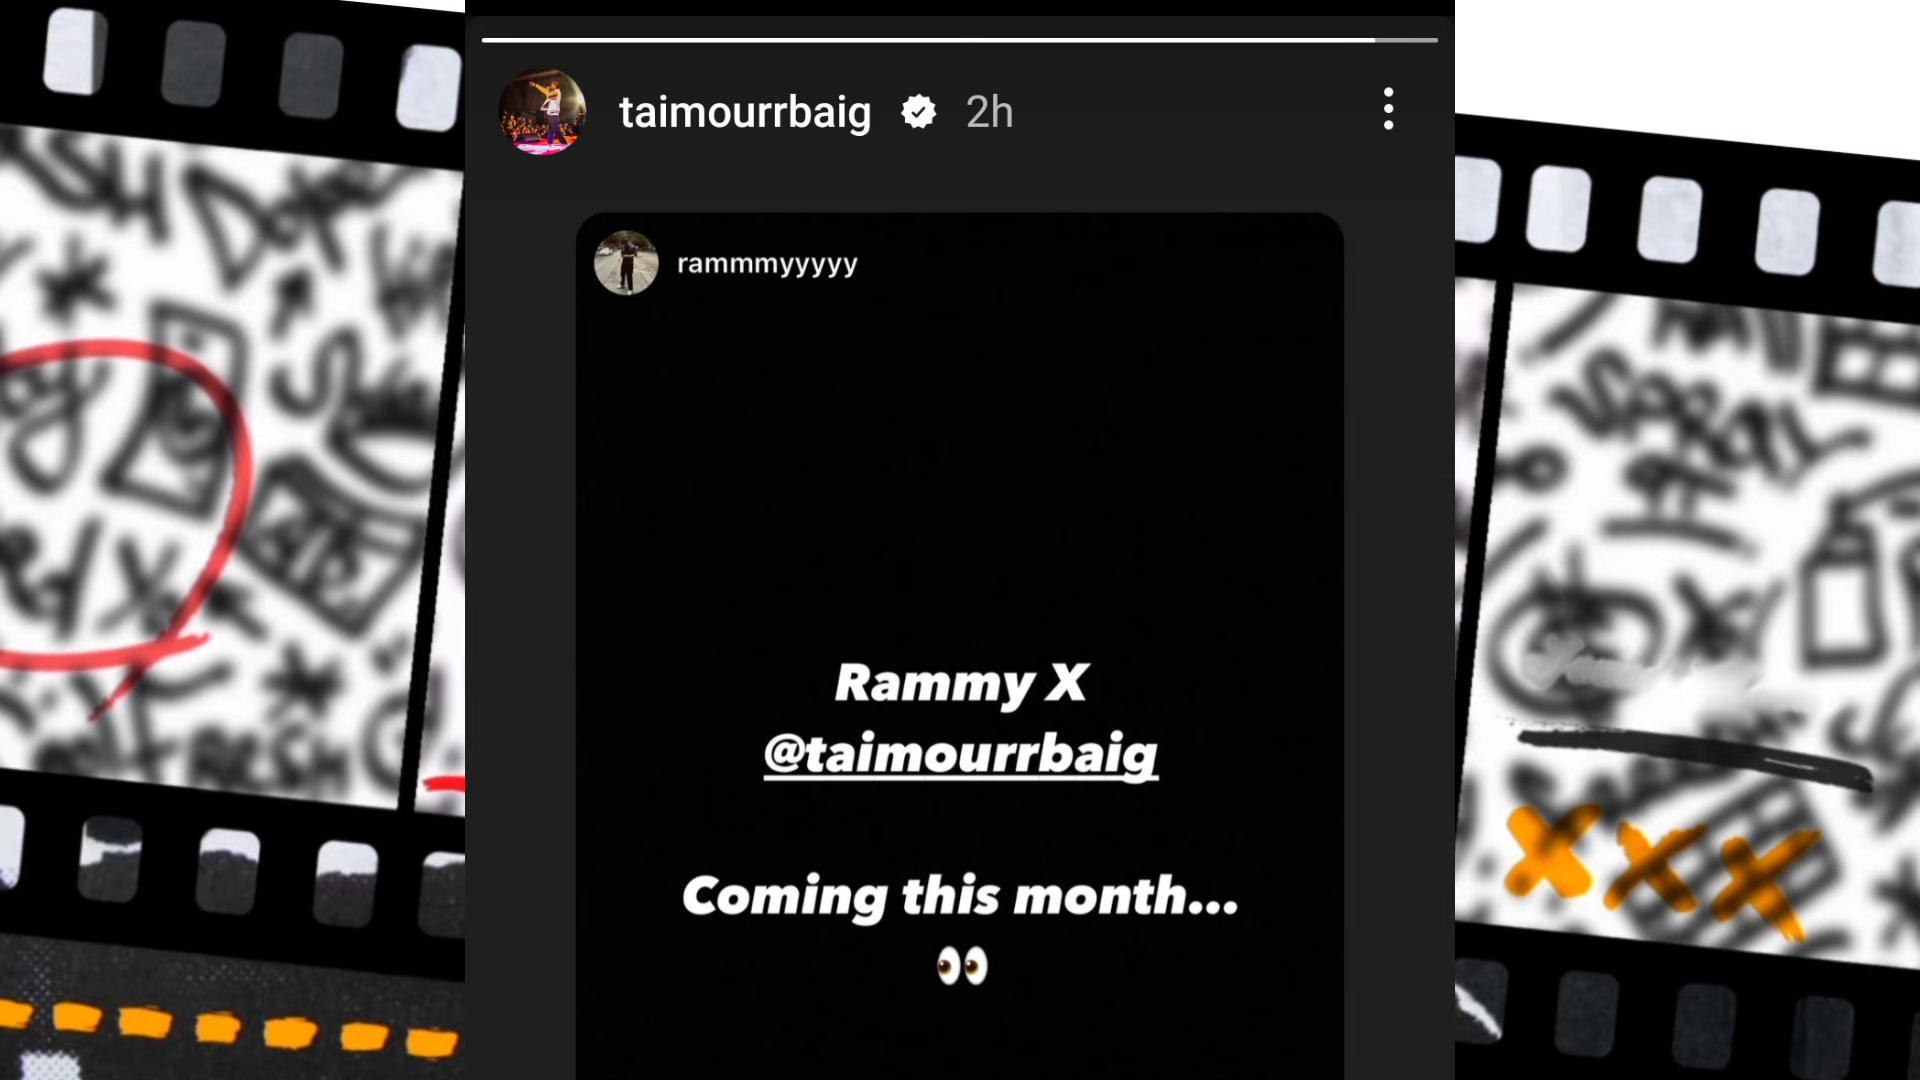 taimourrbaig 2h
rammmyyyyy
Rammy X
@taimourrbaig
Coming this month...